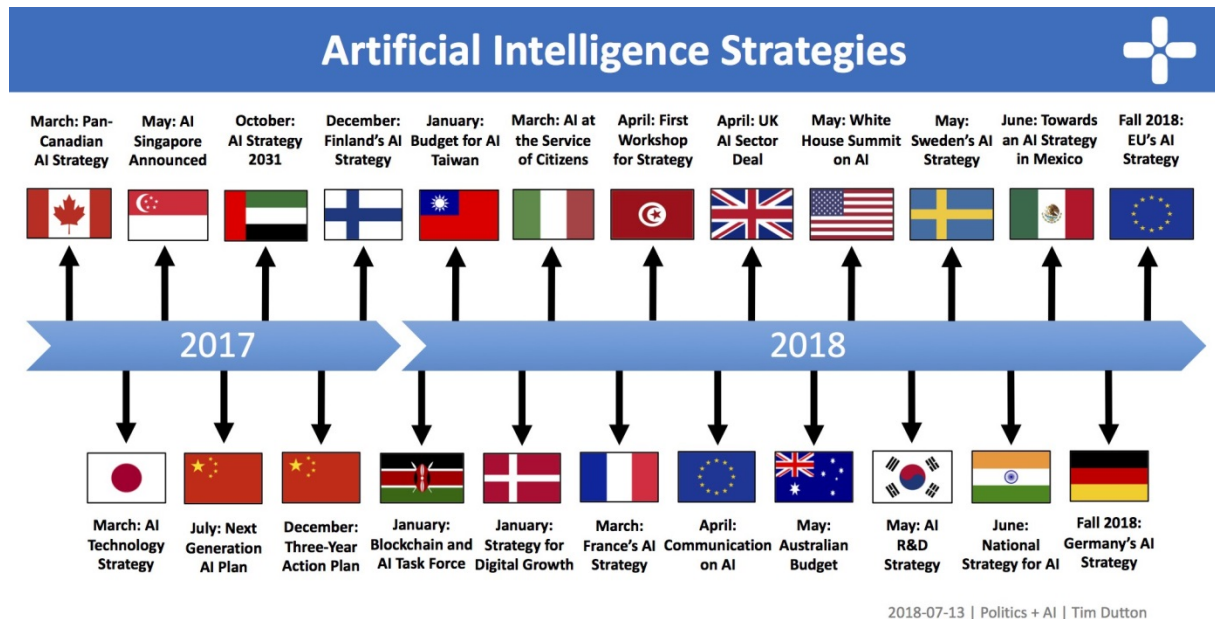 Artificial Intelligence Strategies
March: Pan-
Canadian
AI Strategy
May: AI
Singapore
Announced
October:
AI Strategy
2031
December:
Finland's AI
Strategy
January:
Budget for AI
Taiwan
March: AI at
the Service
of Citizens
April: First
Workshop
for Strategy
April: UK
AI Sector
Deal
May: White
House Summit
on AI
May:
Sweden's AI
Strategy
June: Towards
an AI Strategy
in Mexico
Fall 2018:
EU's AI
Strategy
2017
2018
March: AI
Technology
Strategy
July: Next
Generation
AI Plan
December:
Three-Year
Action Plan
January:
Blockchain and
AI Task Force
January:
Strategy for
Digital Growth
March:
France's AI
Strategy
April:
Communication
on AI
May:
Australian
Budget
May: AI
R&D
Strategy
June:
National
Strategy for AI
Fall 2018:
Germany's AI
Strategy
2018-07-13 | Politics + AI | Tim Dutton